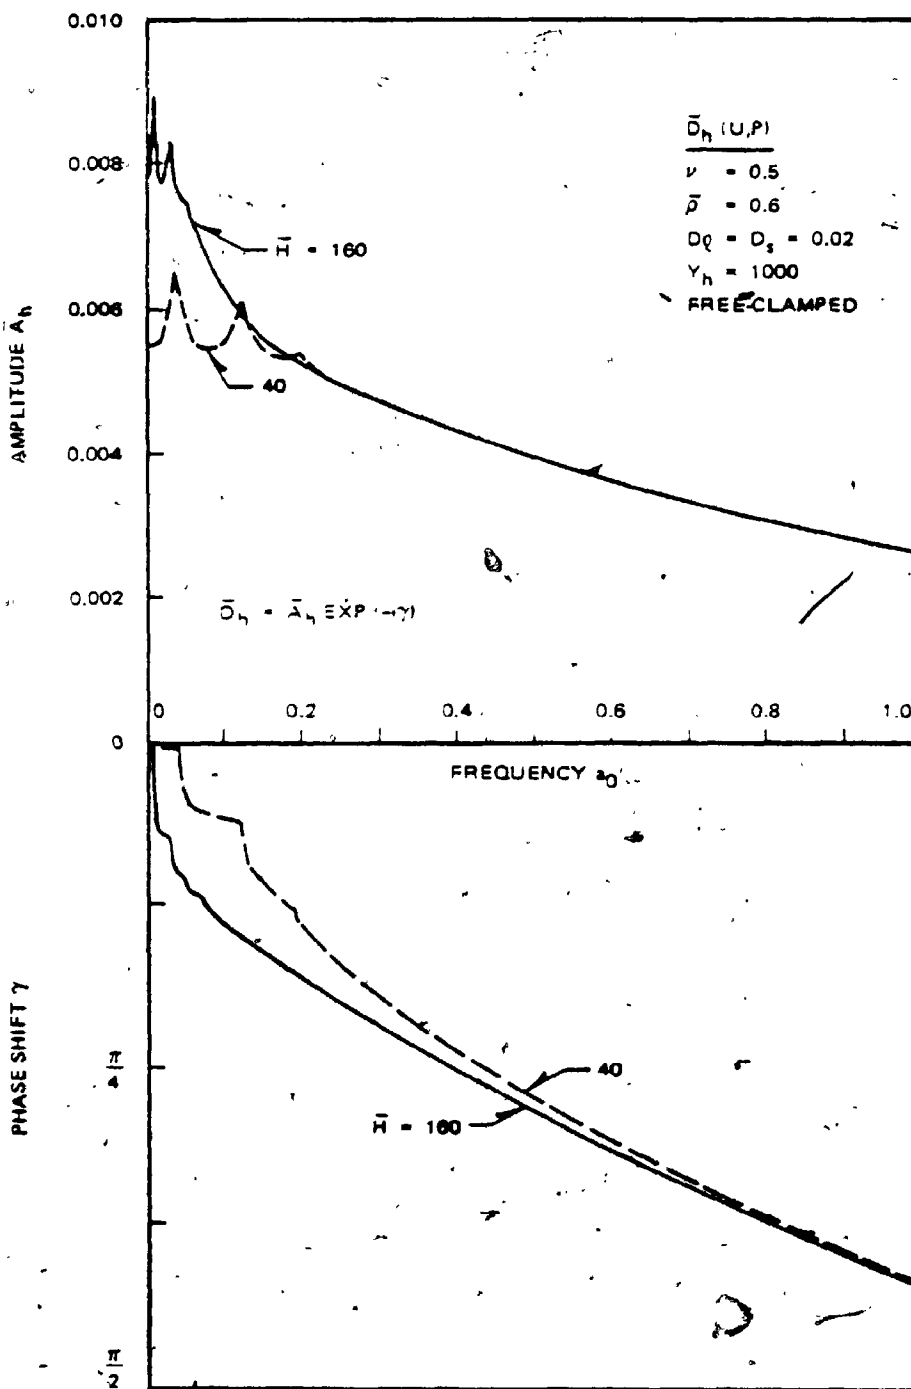 0.010
0.008
0.006
0.004
0.002
AMPLITUDE Āh
D̄h (U,P)
ν = 0.5
ρ̄ = 0.6
Dℓ = Ds = 0.02
Yh = 1000
FREE-CLAMPED
H̄ = 160
40
D̄h = Āh EXP (-iγ)
0 0.2 0.4 0.6 0.8 1.0
0
FREQUENCY a0
PHASE SHIFT γ
π/4
π/2
40
H̄ = 160